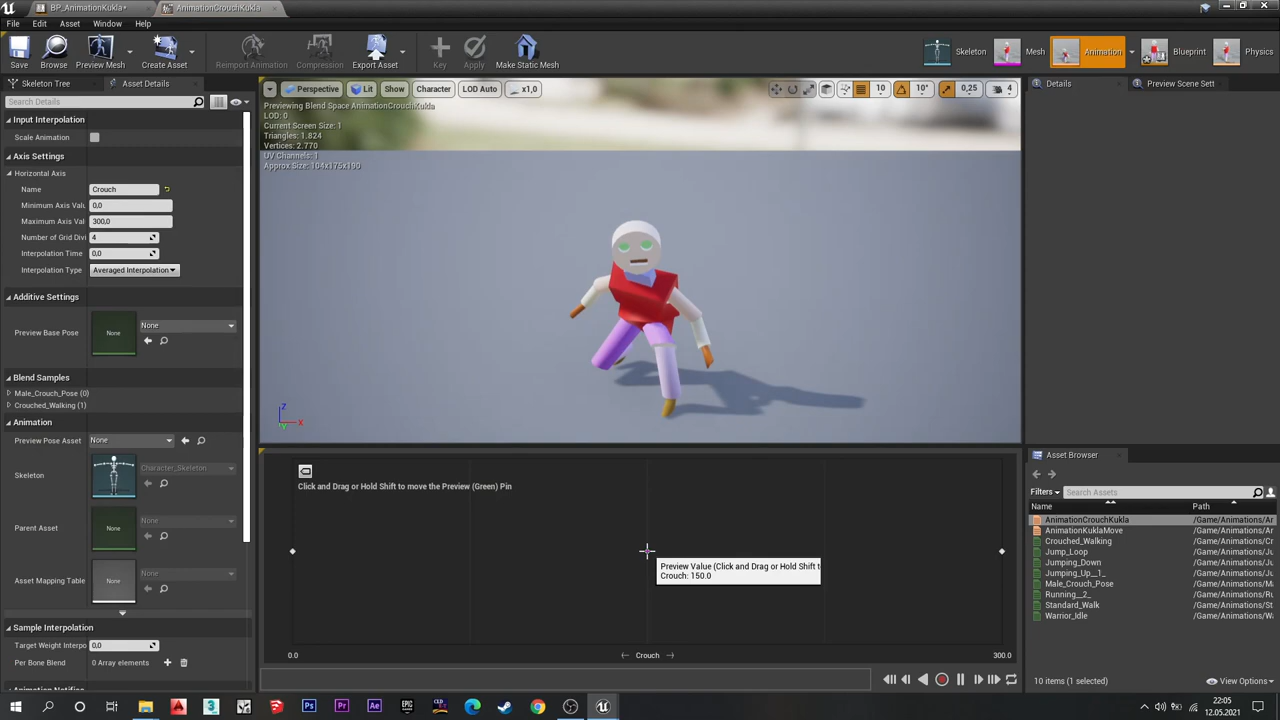 BP_AnimationKukla*
AnimationCrouchKukla
File Edit Asset Window Help
Save
Browse
Preview Mesh
Create Asset
Reimport Animation
Compression
Export Asset
Key
Apply
Make Static Mesh
Skeleton
Mesh
Animation
Blueprint
Physics
Skeleton Tree
Asset Details
Search Details
Input Interpolation
Scale Animation
Axis Settings
Horizontal Axis
Name Crouch
Minimum Axis Valu 0,0
Maximum Axis Val 300,0
Number of Grid Divi 4
Interpolation Time 0,0
Interpolation Type Averaged Interpolation
Additive Settings
Preview Base Pose None None
Blend Samples
Male_Crouch_Pose (0)
Crouched_Walking (1)
Animation
Preview Pose Asset None
Skeleton Character_Skeleton
Parent Asset None None
Asset Mapping Table None None
Sample Interpolation
Target Weight Interpo 0,0
Per Bone Blend 0 Array elements
Animation Notifies
Perspective Lit Show Character LOD Auto x1,0
10 10° 0,25 4
Previewing Blend Space AnimationCrouchKukla
LOD: 0
Current Screen Size: 1
Triangles: 1.824
Vertices: 2.770
UV Channels: 1
Approx Size: 104x175x190
Z
X
Y
Click and Drag or Hold Shift to move the Preview (Green) Pin
Preview Value (Click and Drag or Hold Shift t
Crouch: 150.0
0.0 Crouch 300.0
Details
Preview Scene Sett
Asset Browser
Filters Search Assets
Name Path
AnimationCrouchKukla /Game/Animations/Ar
AnimationKuklaMove /Game/Animations/Ar
Crouched_Walking /Game/Animations/Cr
Jump_Loop /Game/Animations/Ju
Jumping_Down /Game/Animations/Ju
Jumping_Up__1_ /Game/Animations/Ju
Male_Crouch_Pose /Game/Animations/Ma
Running__2_ /Game/Animations/Ru
Standard_Walk /Game/Animations/St
Warrior_Idle /Game/Animations/Wa
10 items (1 selected)
View Options
22:05
12.05.2021